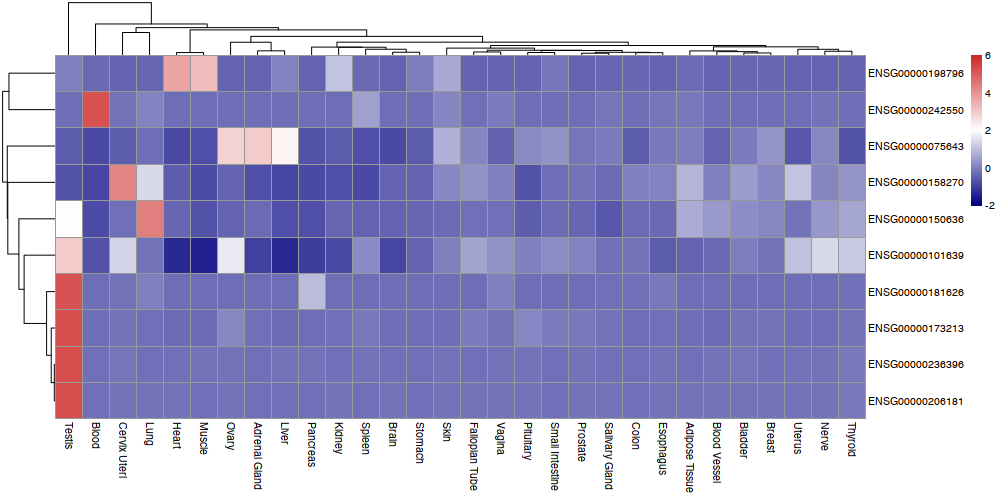 6
4
2
0
-2
ENSG00000198796
ENSG00000242550
ENSG00000075643
ENSG00000158270
ENSG00000150636
ENSG00000101639
ENSG00000181626
ENSG00000173213
ENSG00000236396
ENSG00000206181
Testis
Blood
Cervix Uteri
Lung
Heart
Muscle
Ovary
Adrenal Gland
Liver
Pancreas
Kidney
Spleen
Brain
Stomach
Skin
Fallopian Tube
Vagina
Pituitary
Small Intestine
Prostate
Salivary Gland
Colon
Esophagus
Adipose Tissue
Blood Vessel
Bladder
Breast
Uterus
Nerve
Thyroid